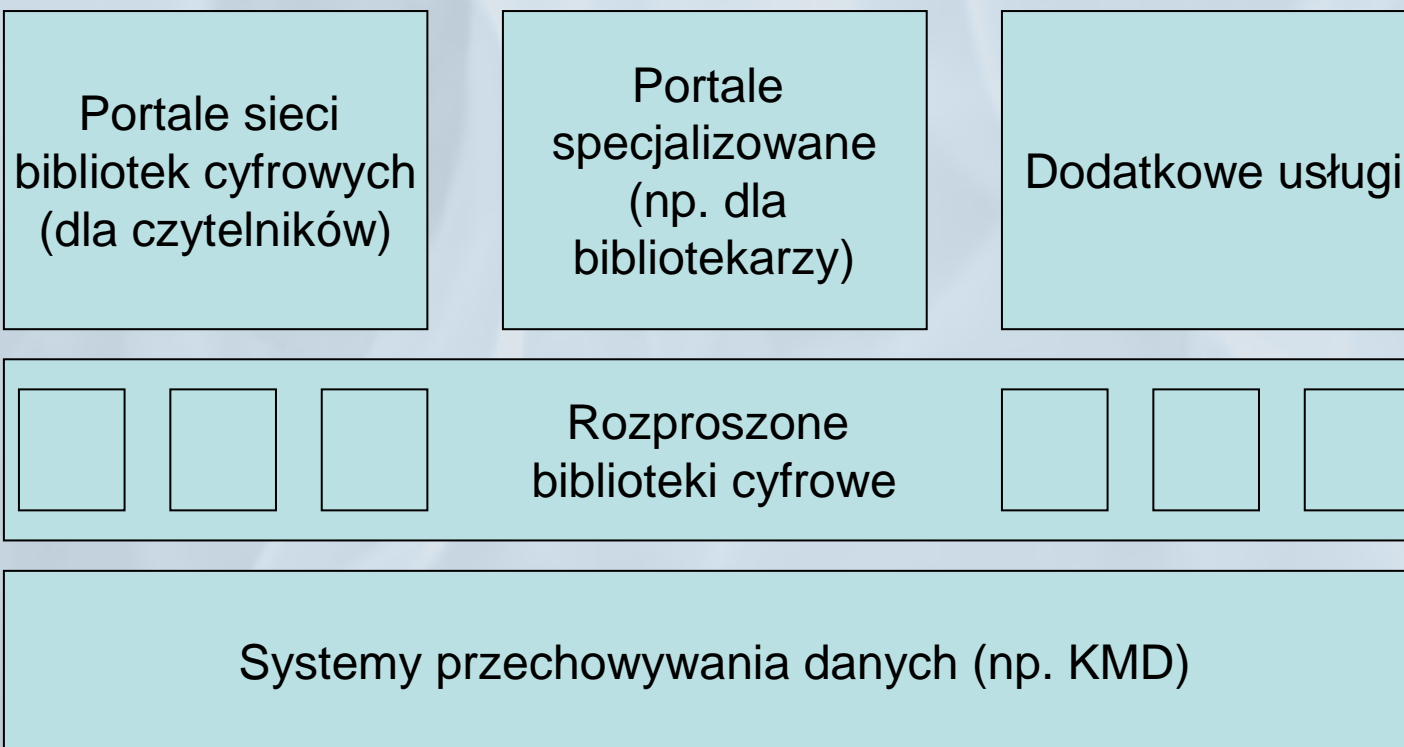 Portale sieci
bibliotek cyfrowych
(dla czytelników)
Portale
specjalizowane
(np. dla
bibliotekarzy)
Dodatkowe usługi
Rozproszone
biblioteki cyfrowe
Systemy przechowywania danych (np. KMD)